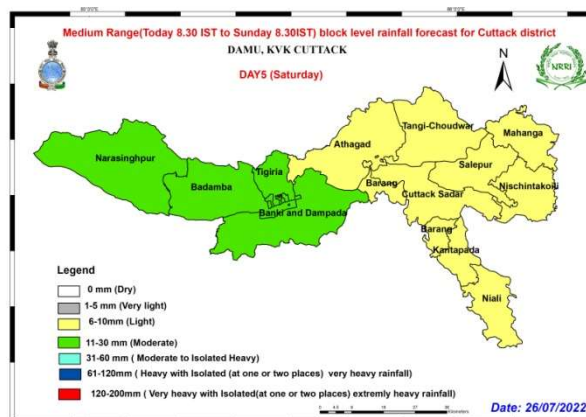 Medium Range(Today 8.30 IST to Sunday 8.30IST) block level rainfall forecast for Cuttack district
DAMU, KVK CUTTACK
DAY5 (Saturday)
N
NRRI
Tangi-Choudwar
Mahanga
Athagad
Narasinghpur
Tigiria
Salepur
Badamba
Barang
Nischintakoili
Cuttack Sadar
Banki and Dampada
Barang
Kantapada
Niali
Legend
0 mm (Dry)
1-5 mm (Very light)
6-10mm (Light)
11-30 mm (Moderate)
31-60 mm ( Moderate to Isolated Heavy)
61-120mm ( Heavy with Isolated (at one or two places) very heavy rainfall)
120-200mm ( Very heavy with Isolated(at one or two places) extremly heavy rainfall)
Date: 26/07/2022